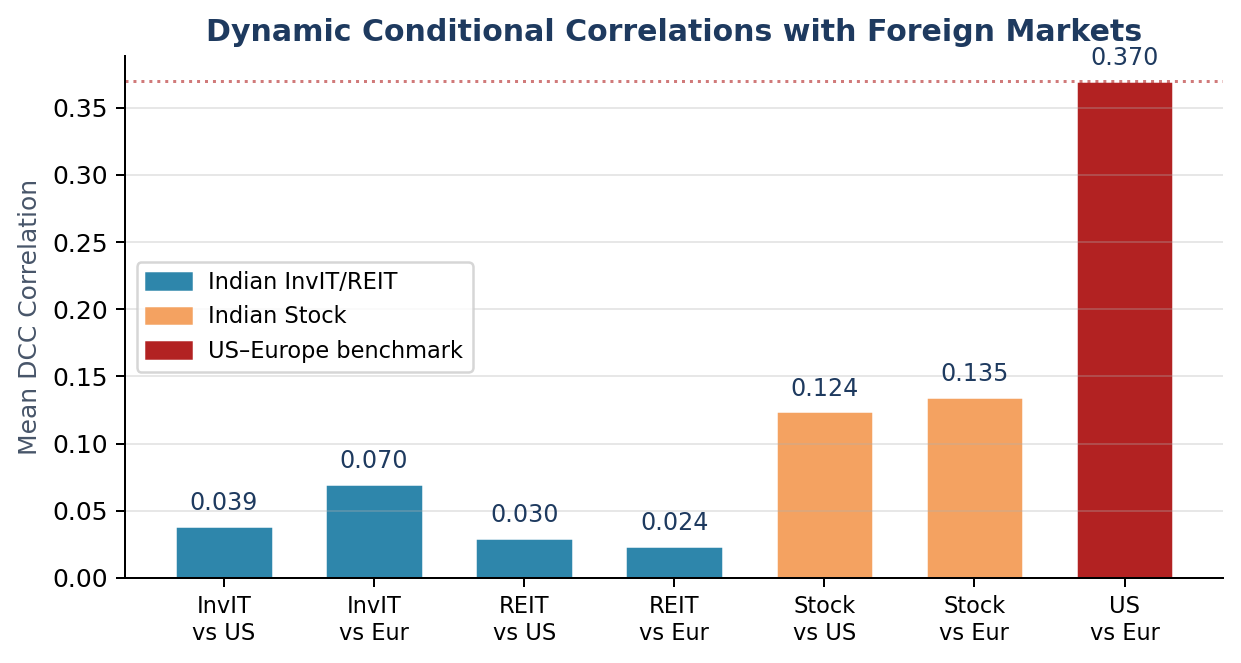 Dynamic Conditional Correlations with Foreign Markets
Mean DCC Correlation
0.35
0.30
0.25
0.20
0.15
0.10
0.05
0.00
Indian InvIT/REIT
Indian Stock
US–Europe benchmark
0.039
0.070
0.030
0.024
0.124
0.135
0.370
InvIT
vs US
InvIT
vs Eur
REIT
vs US
REIT
vs Eur
Stock
vs US
Stock
vs Eur
US
vs Eur